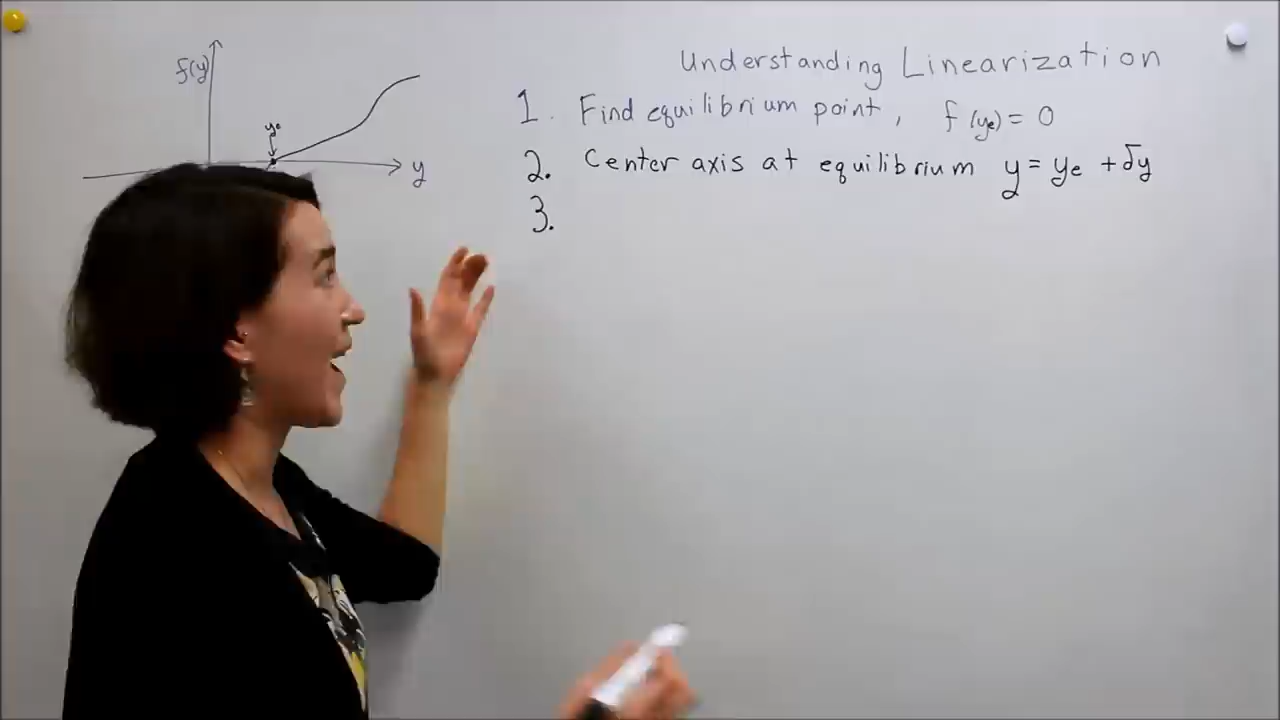 Understanding Linearization
f(y)
ye
y
1. Find equilibrium point, f(ye) = 0
2. Center axis at equilibrium y = ye + δy
3.